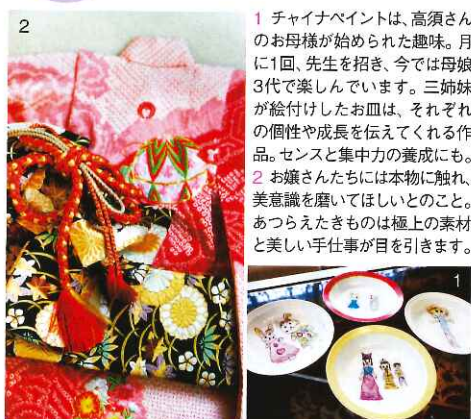 2
1 チャイナペイントは、高須さん
のお母様が始められた趣味。月
に1回、先生を招き、今では母娘
3代で楽しんでいます。三姉妹
が絵付けしたお皿は、それぞれ
の個性や成長を伝えてくれる作
品。センスと集中力の養成にも。
2 お嬢さんたちには本物に触れ、
美意識を磨いてほしいとのこと。
あつらえたきものは極上の素材
と美しい手仕事が目を引きます。
1